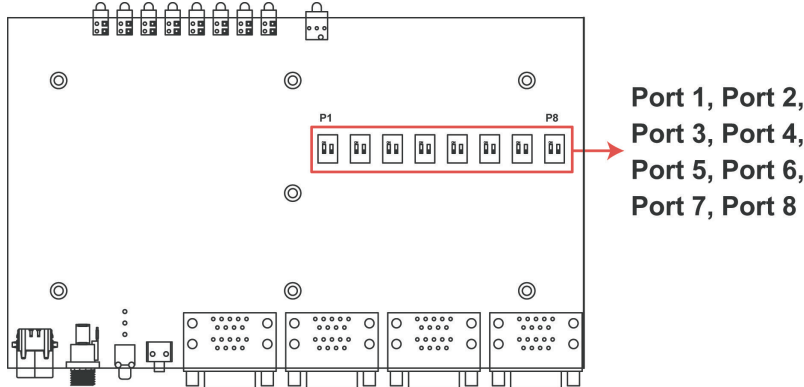 P1
P8
Port 1, Port 2,
Port 3, Port 4,
Port 5, Port 6,
Port 7, Port 8